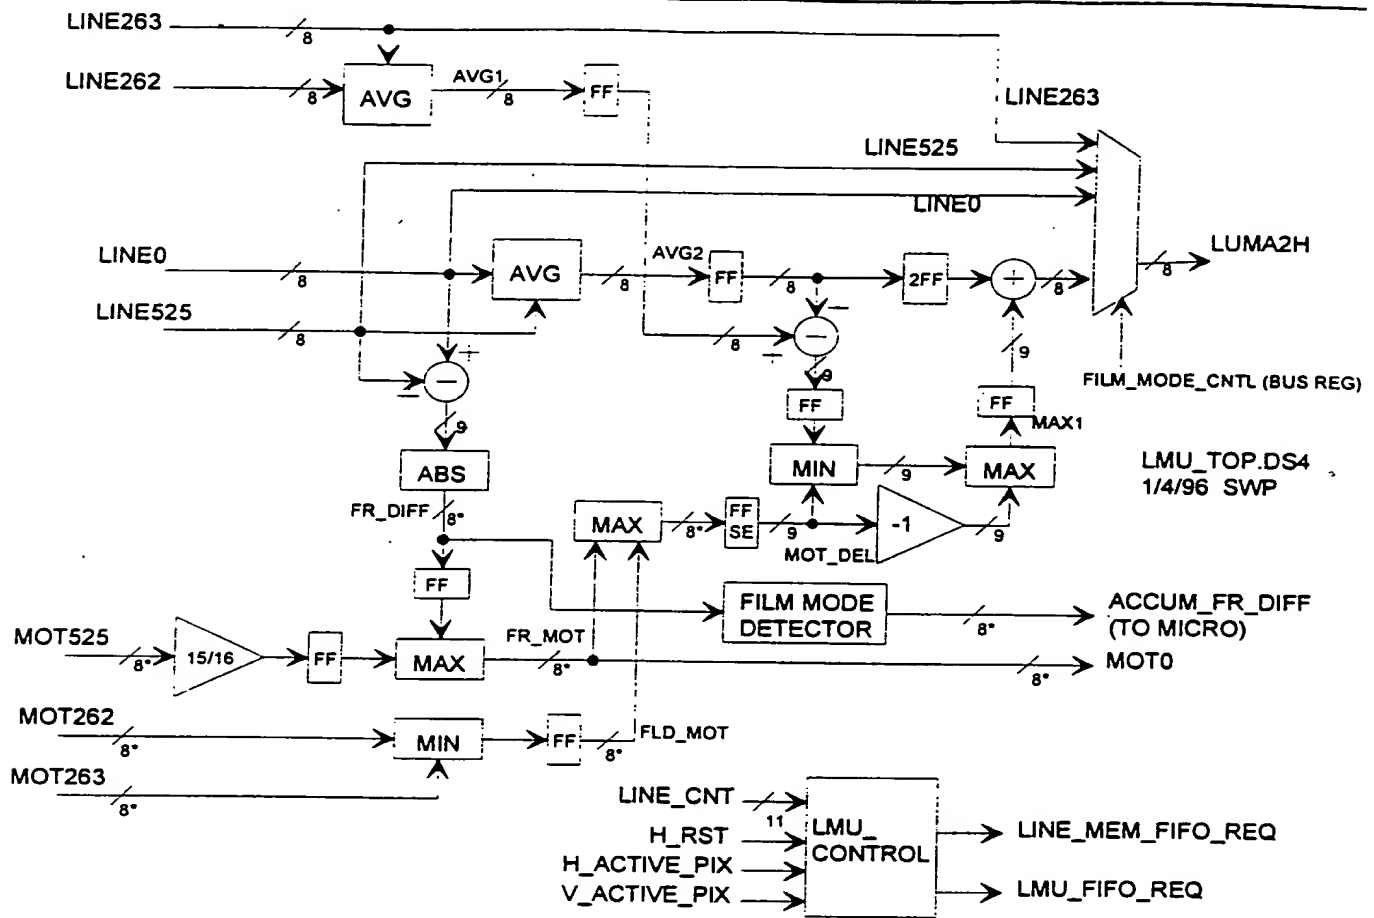 LINE263
8
LINE262
8
AVG
AVG1
8
FF
LINE263
LINE525
LINE0
LINE0
8
AVG
8
AVG2
FF
8
2FF
+
8
8
LUMA2H
LINE525
8
+
−
−
8
+
−
−
9
9
FILM_MODE_CNTL (BUS REG)
9
FF
FF
MAX1
ABS
MIN
9
MAX
LMU_TOP.DS4
1/4/96 SWP
FR_DIFF
8*
MAX
8*
FF
SE
9
MOT_DEL
-1
9
FF
FILM MODE
DETECTOR
8*
ACCUM_FR_DIFF
(TO MICRO)
MOT525
8*
15/16
FF
MAX
FR_MOT
8*
8*
MOT0
MOT262
8*
MIN
FF
8*
FLD_MOT
MOT263
8*
LINE_CNT
11
H_RST
H_ACTIVE_PIX
V_ACTIVE_PIX
LMU_
CONTROL
LINE_MEM_FIFO_REQ
LMU_FIFO_REQ